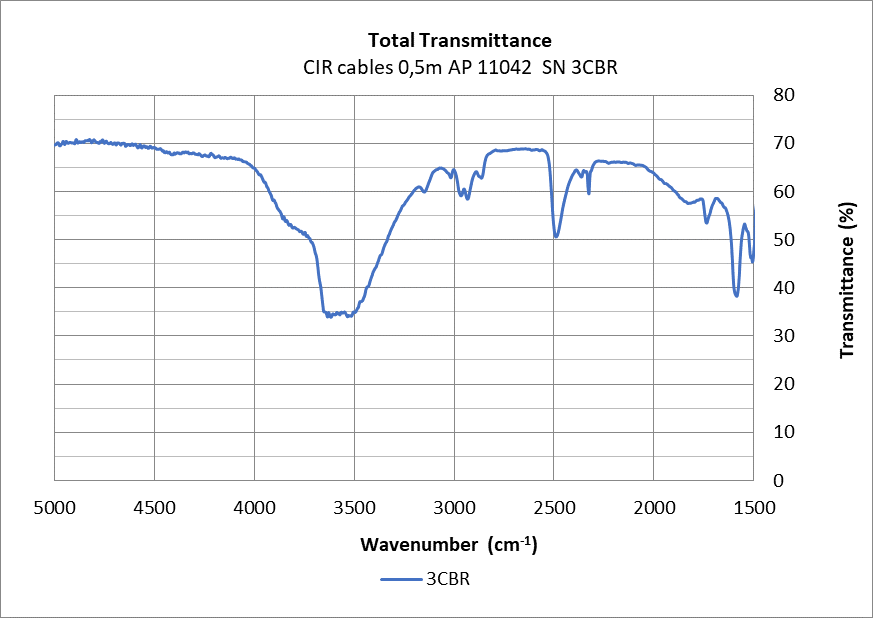 Total Transmittance
CIR cables 0,5m AP 11042  SN 3CBR
80
70
60
50
40
30
20
10
0
Transmittance (%)
5000 4500 4000 3500 3000 2500 2000 1500
Wavenumber (cm-1)
3CBR